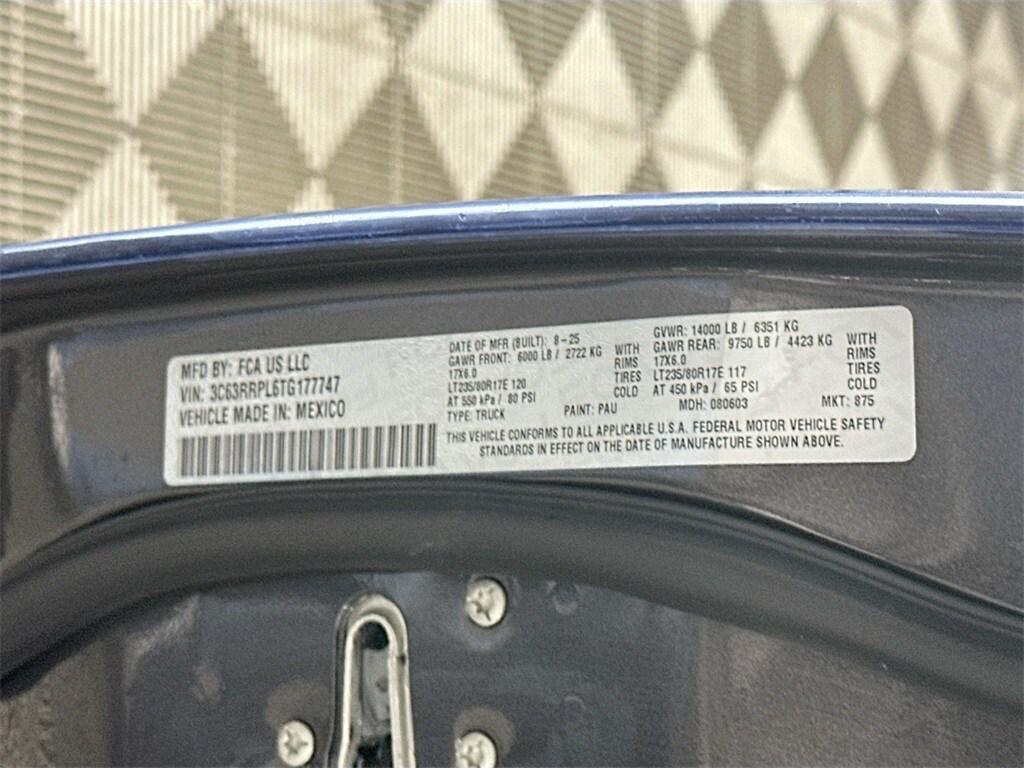 MFD BY: FCA US LLC
VIN: 3C63RRPL6TG177747
VEHICLE MADE IN: MEXICO
DATE OF MFR (BUILT): 8-25
GAWR FRONT: 6000 LB / 2722 KG
17X6.0
LT235/80R17E 120
AT 550 kPa / 80 PSI
WITH
RIMS
TIRES
COLD
GVWR: 14000 LB / 6351 KG
GAWR REAR: 9750 LB / 4423 KG
17X6.0
LT235/80R17E 117
AT 450 kPa / 65 PSI
WITH
RIMS
TIRES
COLD
TYPE: TRUCK PAINT: PAU MDH: 080603 MKT: 875
THIS VEHICLE CONFORMS TO ALL APPLICABLE U.S.A. FEDERAL MOTOR VEHICLE SAFETY
STANDARDS IN EFFECT ON THE DATE OF MANUFACTURE SHOWN ABOVE.